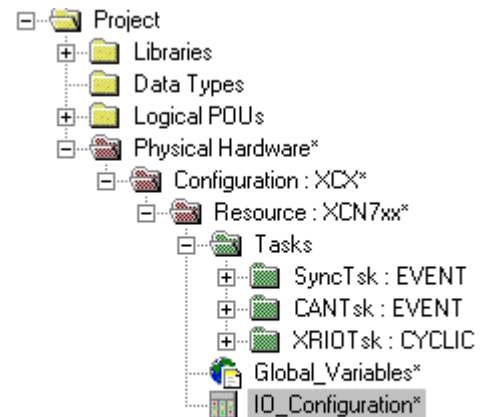 Project
Libraries
Data Types
Logical POUs
Physical Hardware*
Configuration : XCX*
Resource : XCN7xx*
Tasks
SyncTsk : EVENT
CANTsk : EVENT
XRIOTsk : CYCLIC
Global_Variables*
IO_Configuration*